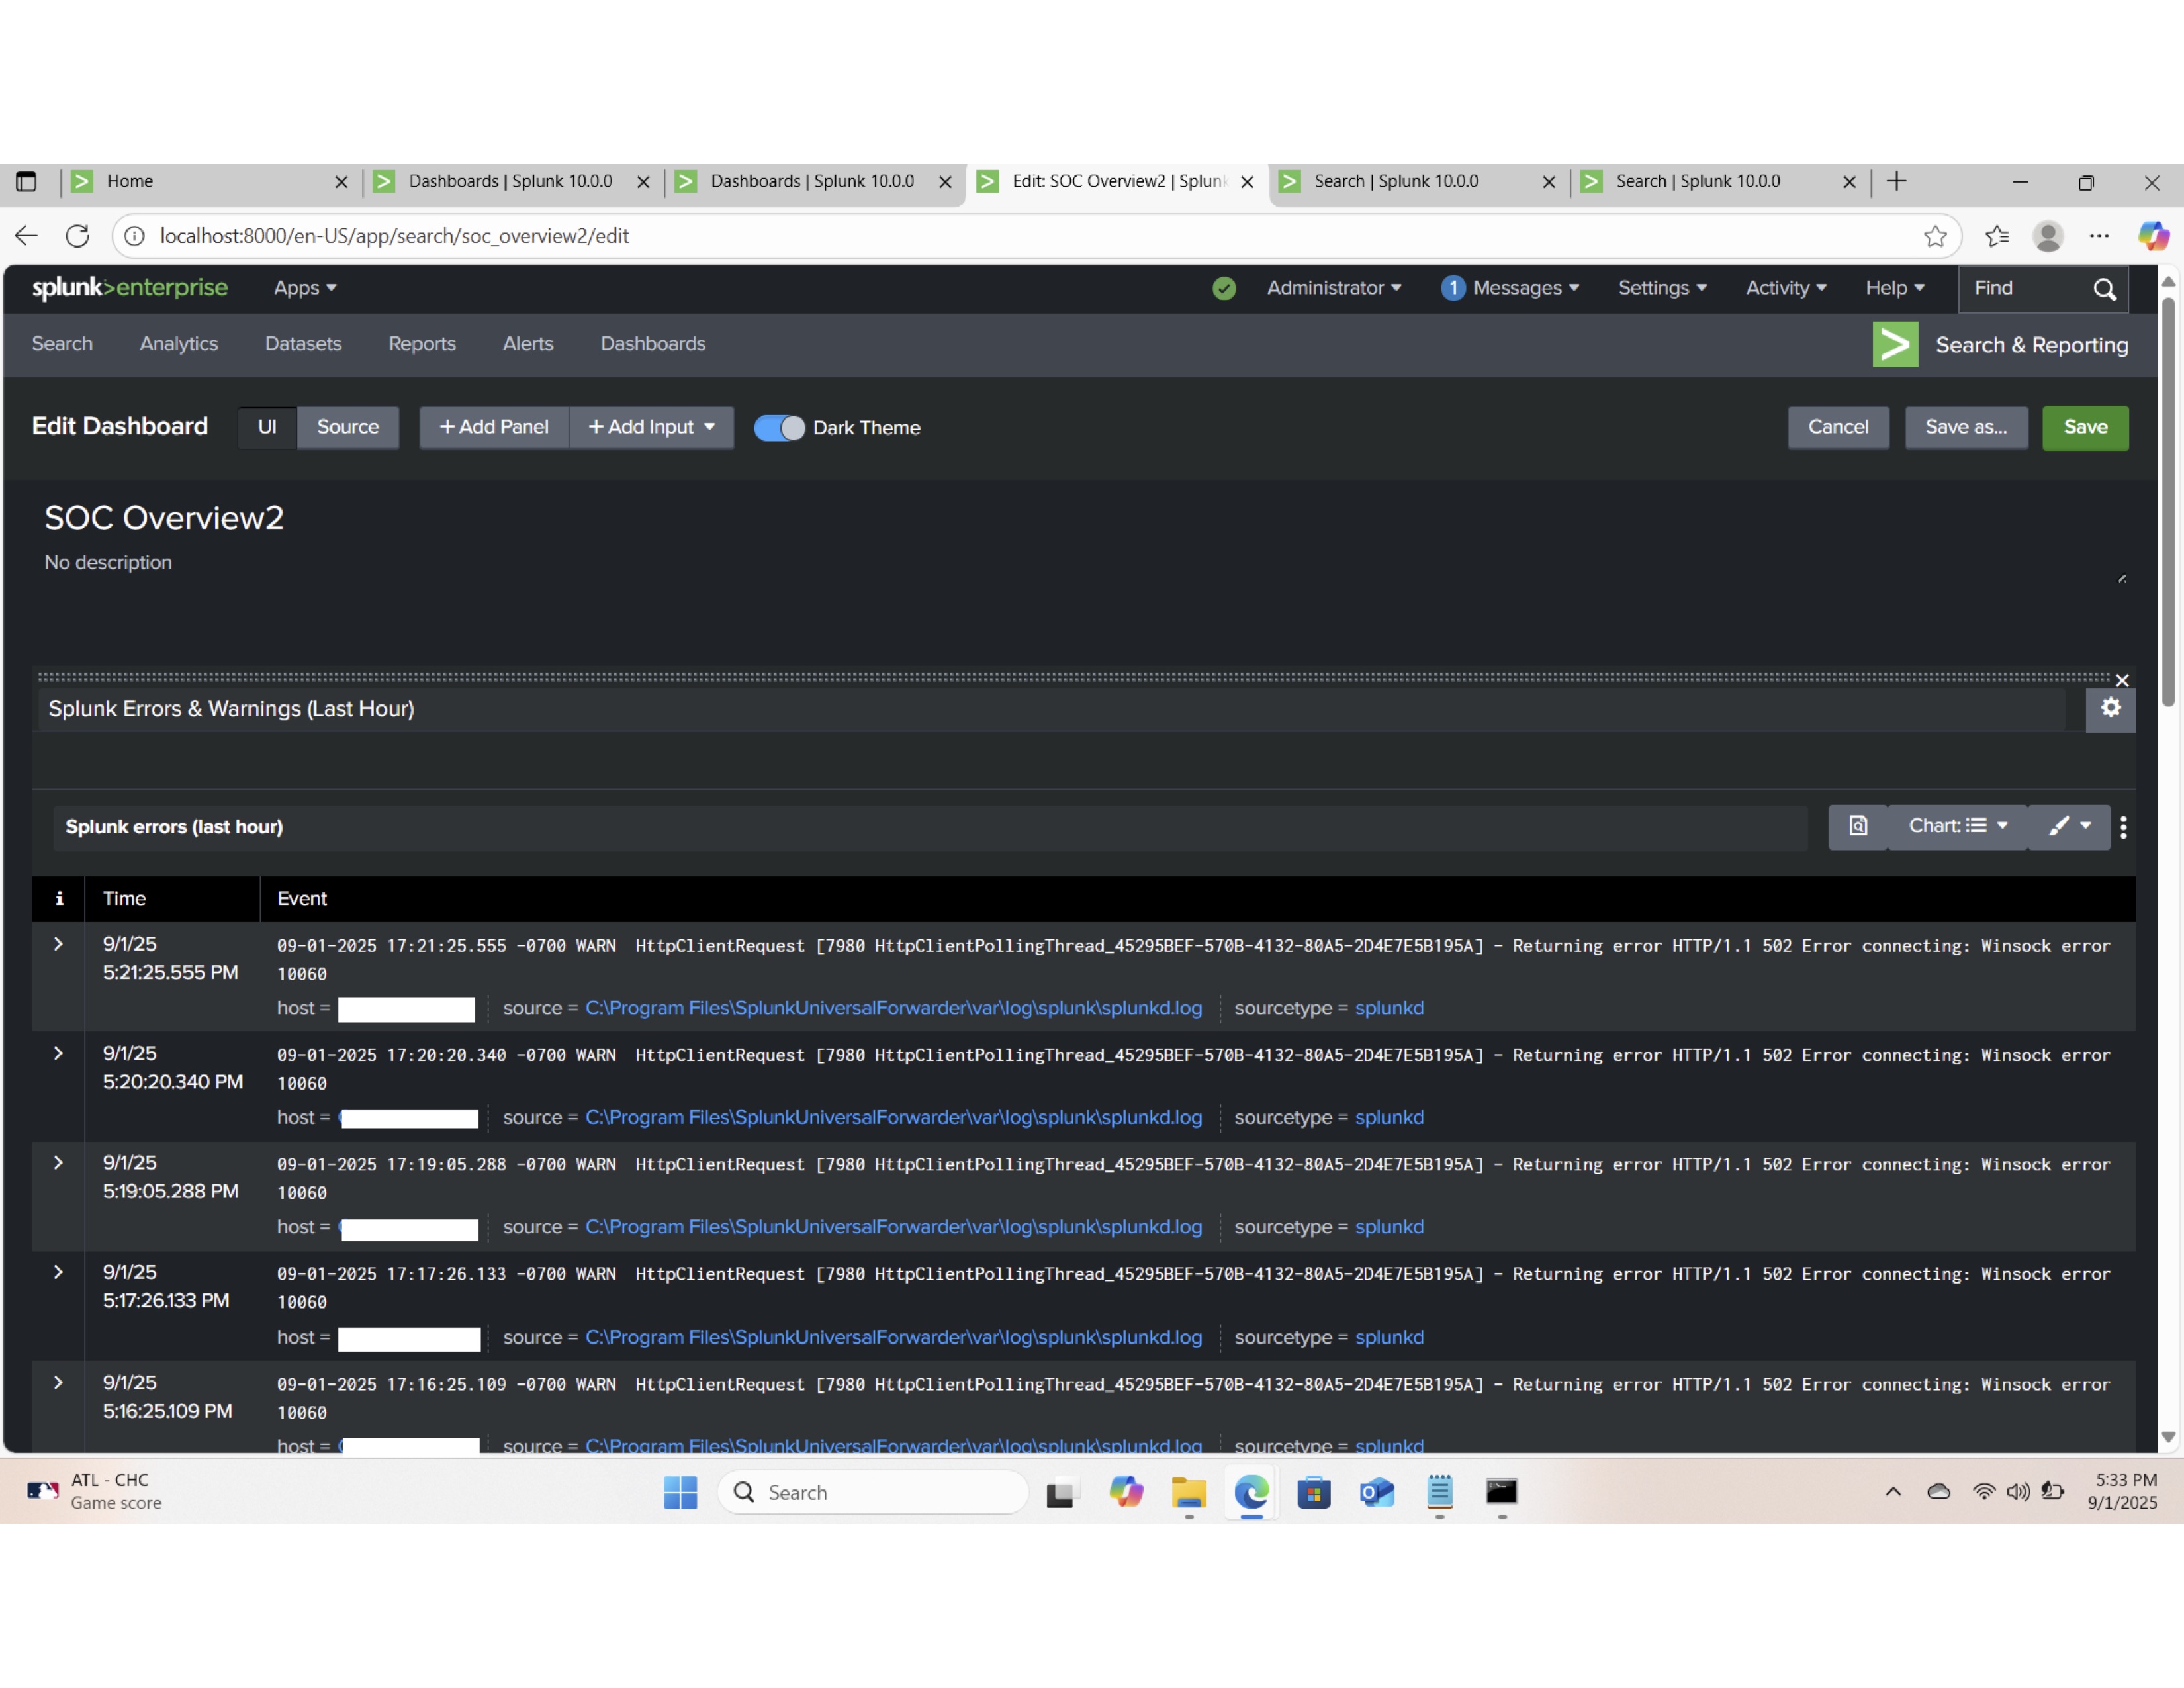 Home
Dashboards | Splunk 10.0.0
Dashboards | Splunk 10.0.0
Edit: SOC Overview2 | Splunk
Search | Splunk 10.0.0
Search | Splunk 10.0.0
localhost:8000/en-US/app/search/soc_overview2/edit
splunk>enterprise Apps Administrator 1 Messages Settings Activity Help Find
Search Analytics Datasets Reports Alerts Dashboards Search & Reporting
Edit Dashboard UI Source + Add Panel + Add Input Dark Theme Cancel Save as... Save
SOC Overview2
No description
Splunk Errors & Warnings (Last Hour)
Splunk errors (last hour) Chart:
i Time Event
9/1/25
5:21:25.555 PM
09-01-2025 17:21:25.555 -0700 WARN HttpClientRequest [7980 HttpClientPollingThread_45295BEF-570B-4132-80A5-2D4E7E5B195A] - Returning error HTTP/1.1 502 Error connecting: Winsock error
10060
host = source = C:\Program Files\SplunkUniversalForwarder\var\log\splunk\splunkd.log sourcetype = splunkd
9/1/25
5:20:20.340 PM
09-01-2025 17:20:20.340 -0700 WARN HttpClientRequest [7980 HttpClientPollingThread_45295BEF-570B-4132-80A5-2D4E7E5B195A] - Returning error HTTP/1.1 502 Error connecting: Winsock error
10060
host = source = C:\Program Files\SplunkUniversalForwarder\var\log\splunk\splunkd.log sourcetype = splunkd
9/1/25
5:19:05.288 PM
09-01-2025 17:19:05.288 -0700 WARN HttpClientRequest [7980 HttpClientPollingThread_45295BEF-570B-4132-80A5-2D4E7E5B195A] - Returning error HTTP/1.1 502 Error connecting: Winsock error
10060
host = source = C:\Program Files\SplunkUniversalForwarder\var\log\splunk\splunkd.log sourcetype = splunkd
9/1/25
5:17:26.133 PM
09-01-2025 17:17:26.133 -0700 WARN HttpClientRequest [7980 HttpClientPollingThread_45295BEF-570B-4132-80A5-2D4E7E5B195A] - Returning error HTTP/1.1 502 Error connecting: Winsock error
10060
host = source = C:\Program Files\SplunkUniversalForwarder\var\log\splunk\splunkd.log sourcetype = splunkd
9/1/25
5:16:25.109 PM
09-01-2025 17:16:25.109 -0700 WARN HttpClientRequest [7980 HttpClientPollingThread_45295BEF-570B-4132-80A5-2D4E7E5B195A] - Returning error HTTP/1.1 502 Error connecting: Winsock error
10060
host = source = C:\Program Files\SplunkUniversalForwarder\var\log\splunk\splunkd.log sourcetype = splunkd
ATL - CHC
Game score
Search
5:33 PM
9/1/2025